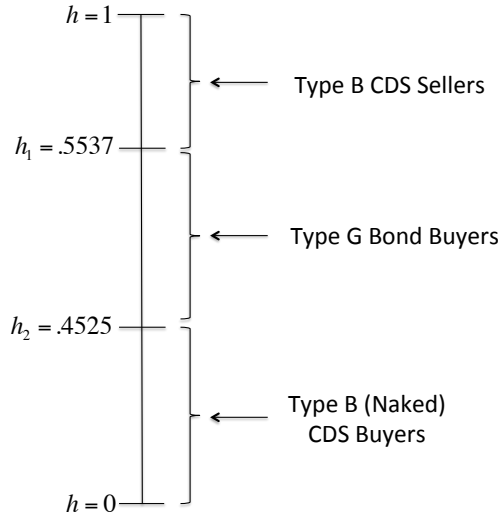 h = 1
Type B CDS Sellers
h₁ = .5537
Type G Bond Buyers
h₂ = .4525
Type B (Naked)
CDS Buyers
h = 0